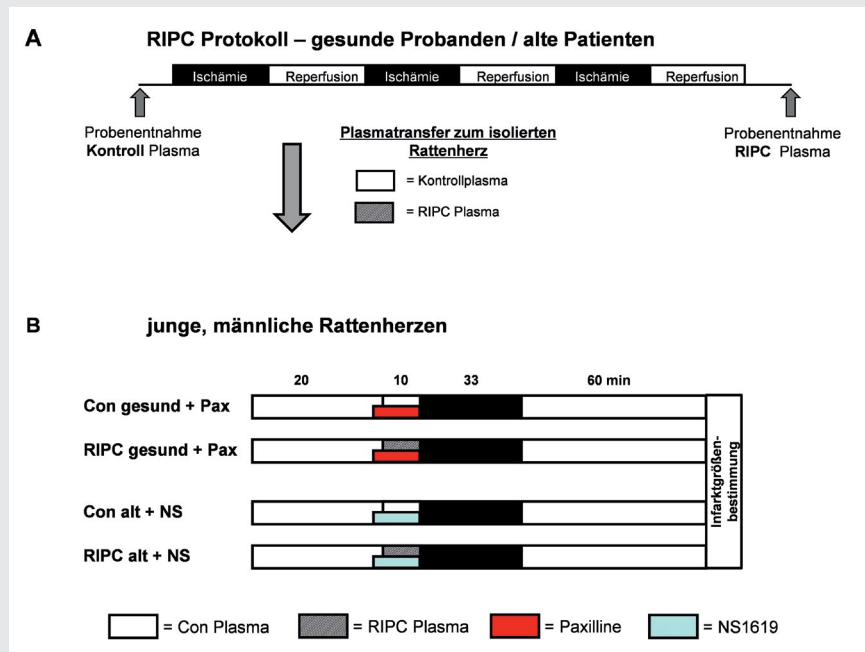 A
RIPC Protokoll – gesunde Probanden / alte Patienten
Ischämie Reperfusion Ischämie Reperfusion Ischämie Reperfusion
Probenentnahme
Kontroll Plasma
Plasmatransfer zum isolierten
Rattenherz
= Kontrollplasma
= RIPC Plasma
Probenentnahme
RIPC Plasma
B
junge, männliche Rattenherzen
20 10 33 60 min
Con gesund + Pax
RIPC gesund + Pax
Con alt + NS
RIPC alt + NS
Infarktgrößen-
bestimmung
= Con Plasma = RIPC Plasma = Paxilline = NS1619